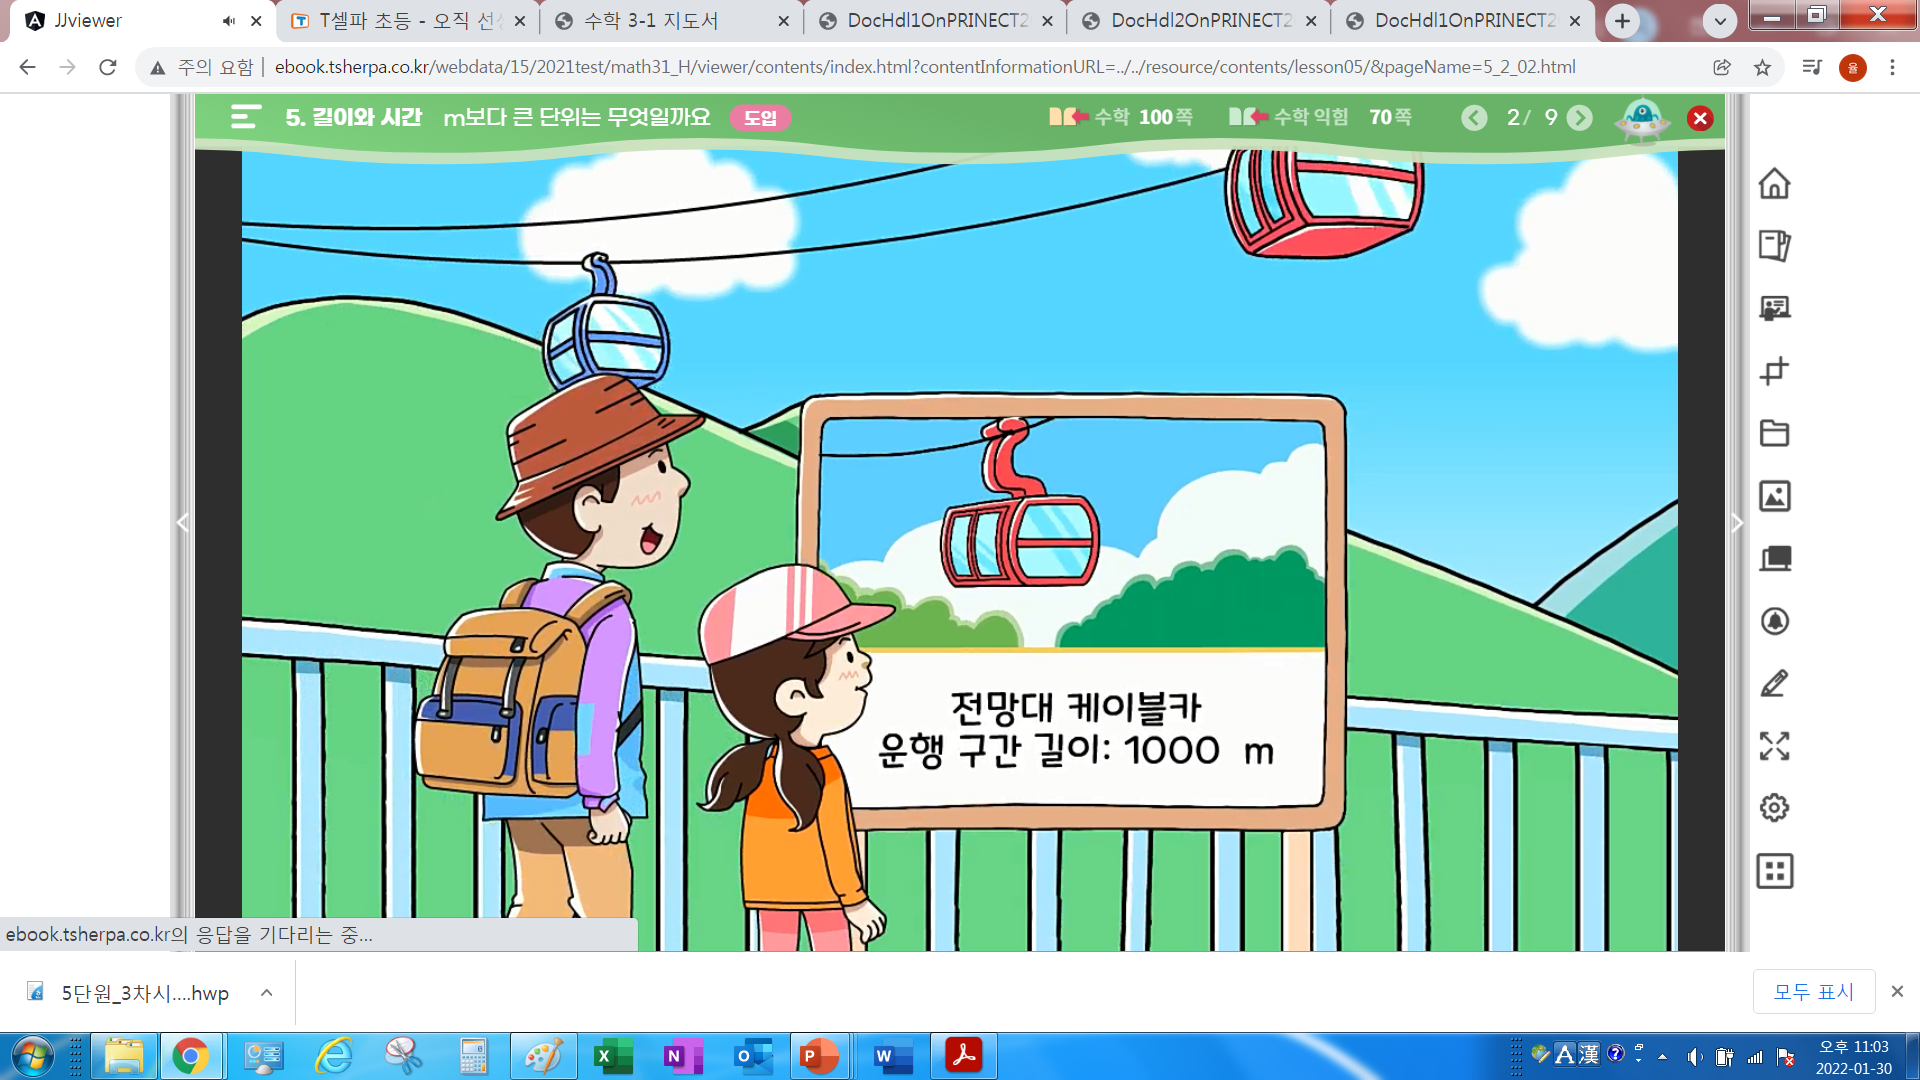 JJviewer
T셀파 초등 - 오직 선생
수학 3-1 지도서
DocHdl1OnPRINECT2
DocHdl2OnPRINECT2
DocHdl1OnPRINECT2
주의 요함
ebook.tsherpa.co.kr/webdata/15/2021test/math31_H/viewer/contents/index.html?contentInformationURL=../../resource/contents/lesson05/&pageName=5_2_02.html
율
5. 길이와 시간 m보다 큰 단위는 무엇일까요 도입
수학 100쪽
수학 익힘 70쪽
2/ 9
전망대 케이블카
운행 구간 길이: 1000 m
ebook.tsherpa.co.kr의 응답을 기다리는 중...
5단원_3차시....hwp
모두 표시
A 漢
오후 11:03
2022-01-30